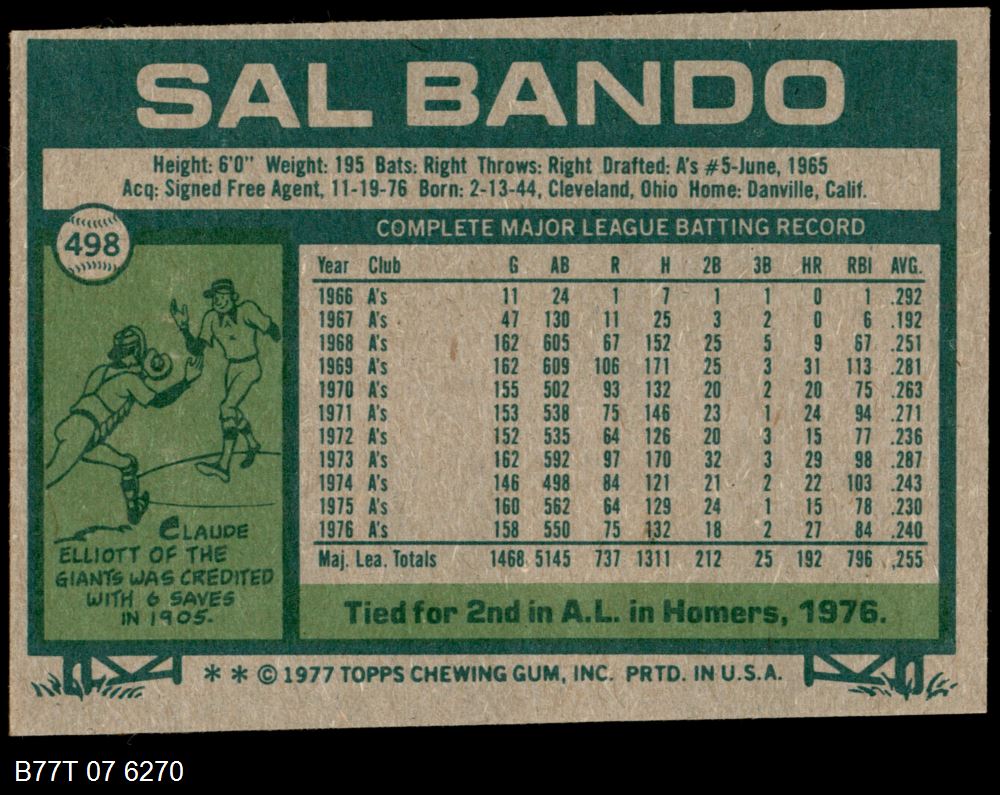 SAL BANDO
Height: 6'0" Weight: 195 Bats: Right Throws: Right Drafted: A's #5-June, 1965
Acq: Signed Free Agent, 11-19-76 Born: 2-13-44, Cleveland, Ohio Home: Danville, Calif.
498
COMPLETE MAJOR LEAGUE BATTING RECORD
Year Club G AB R H 2B 3B HR RBI AVG.
1966 A's 11 24 1 7 1 1 0 1 .292
1967 A's 47 130 11 25 3 2 0 6 .192
1968 A's 162 605 67 152 25 5 9 67 .251
1969 A's 162 609 106 171 25 3 31 113 .281
1970 A's 155 502 93 132 20 2 20 75 .263
1971 A's 153 538 75 146 23 1 24 94 .271
1972 A's 152 535 64 126 20 3 15 77 .236
1973 A's 162 592 97 170 32 3 29 98 .287
1974 A's 146 498 84 121 21 2 22 103 .243
1975 A's 160 562 64 129 24 1 15 78 .230
1976 A's 158 550 75 132 18 2 27 84 .240
Maj. Lea. Totals 1468 5145 737 1311 212 25 192 796 .255
Tied for 2nd in A.L. in Homers, 1976.
A
CLAUDE
ELLIOTT OF THE
GIANTS WAS CREDITED
WITH 6 SAVES
IN 1905.
* * © 1977 TOPPS CHEWING GUM, INC. PRTD. IN U.S.A.
B77T 07 6270